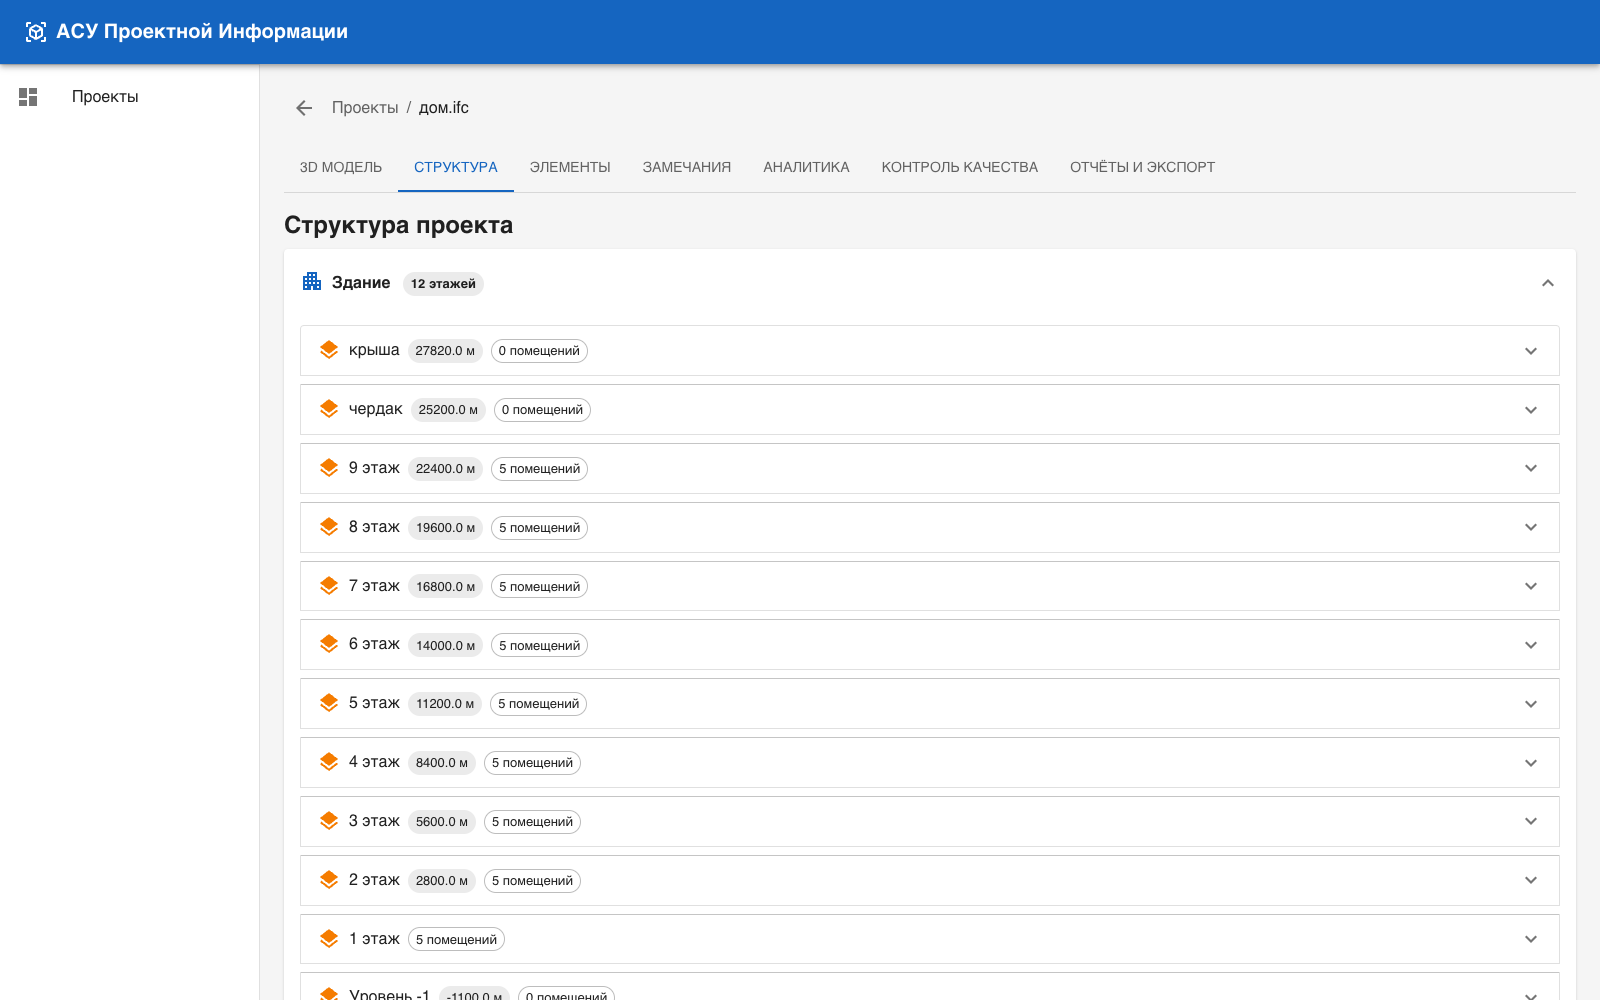 АСУ Проектной Информации
Проекты
Проекты / дом.ifc
3D МОДЕЛЬ СТРУКТУРА ЭЛЕМЕНТЫ ЗАМЕЧАНИЯ АНАЛИТИКА КОНТРОЛЬ КАЧЕСТВА ОТЧЁТЫ И ЭКСПОРТ
Структура проекта
Здание 12 этажей
крыша 27820.0 м 0 помещений
чердак 25200.0 м 0 помещений
9 этаж 22400.0 м 5 помещений
8 этаж 19600.0 м 5 помещений
7 этаж 16800.0 м 5 помещений
6 этаж 14000.0 м 5 помещений
5 этаж 11200.0 м 5 помещений
4 этаж 8400.0 м 5 помещений
3 этаж 5600.0 м 5 помещений
2 этаж 2800.0 м 5 помещений
1 этаж 5 помещений
Уровень -1 -1100.0 м 0 помещений